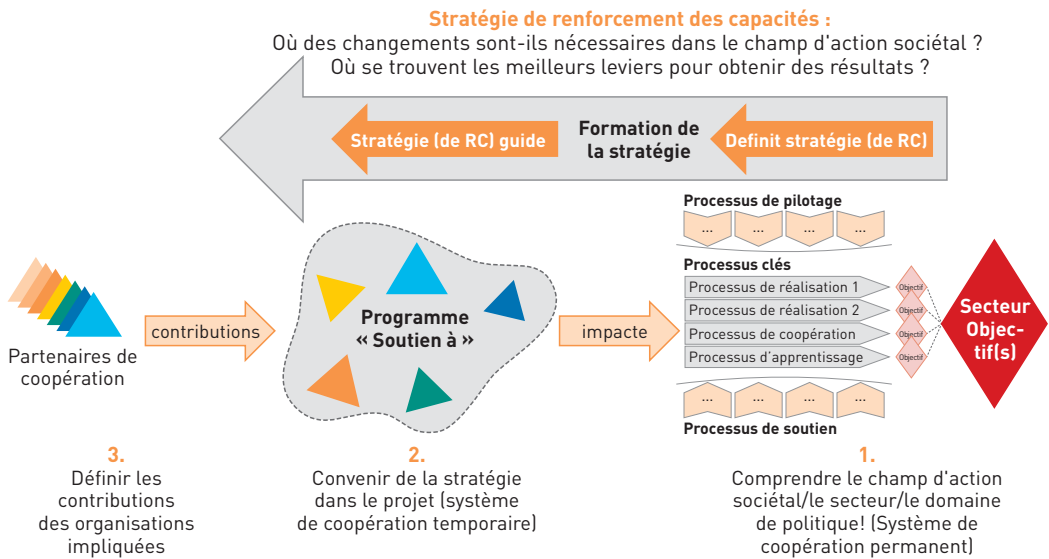 Stratégie de renforcement des capacités :
Où des changements sont-ils nécessaires dans le champ d'action sociétal ?
Où se trouvent les meilleurs leviers pour obtenir des résultats ?
Stratégie (de RC) guide
Formation de
la stratégie
Definit stratégie (de RC)
Processus de pilotage
... ... ... ...
Processus clés
Processus de réalisation 1
Objectif
Processus de réalisation 2
Objectif
Processus de coopération
Objectif
Processus d'apprentissage
Objectif
... ... ... ...
Processus de soutien
Secteur
Objec-
tif(s)
impacte
Programme
« Soutien à »
contributions
Partenaires de
coopération
3.
Définir les
contributions
des organisations
impliquées
2.
Convenir de la stratégie
dans le projet (système
de coopération temporaire)
1.
Comprendre le champ d'action
sociétal/le secteur/le domaine
de politique! (Système de
coopération permanent)